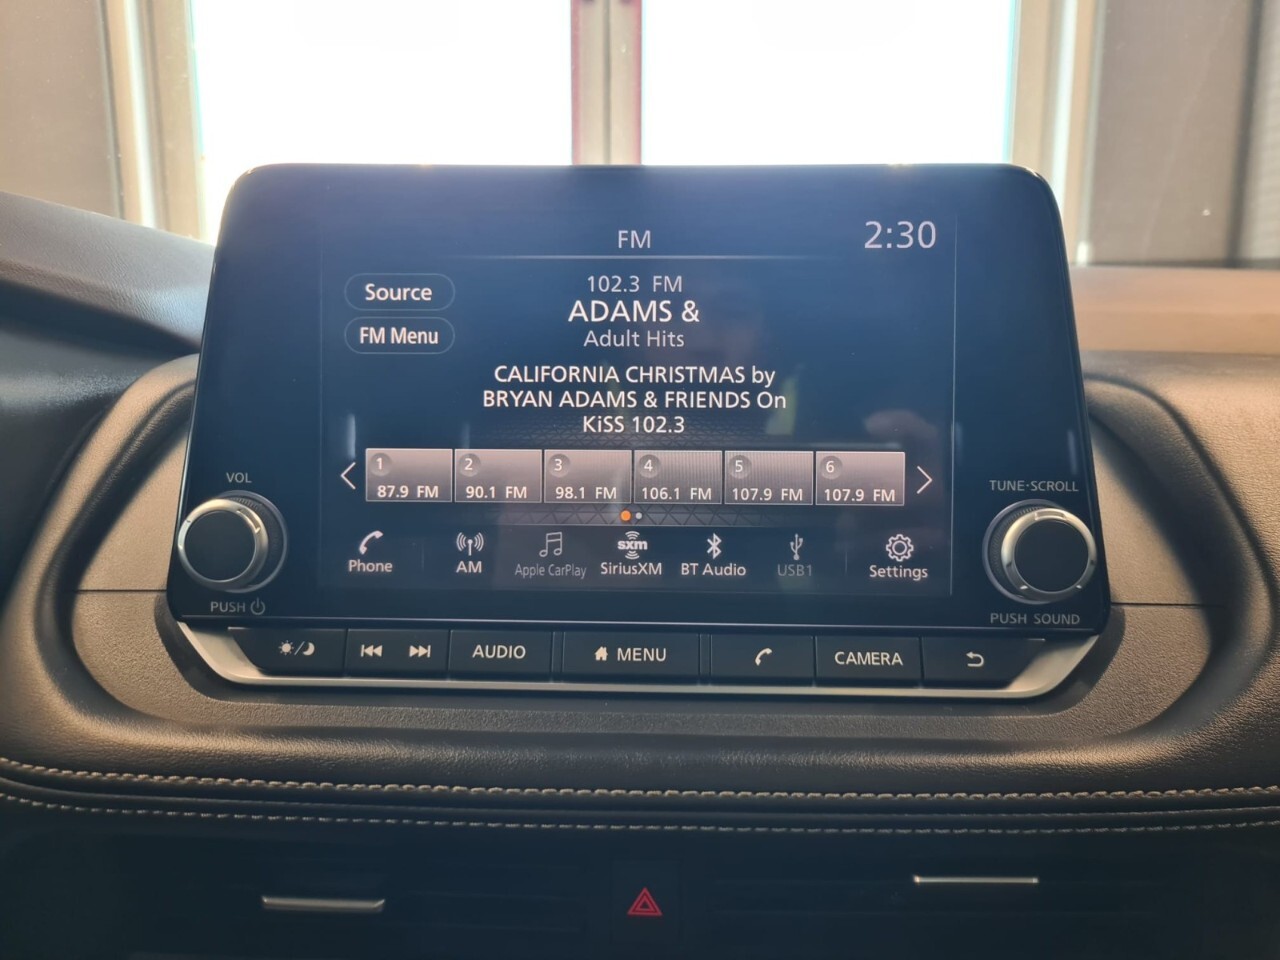 FM
2:30
Source
FM Menu
102.3 FM
ADAMS &
Adult Hits
CALIFORNIA CHRISTMAS by
BRYAN ADAMS & FRIENDS On
KiSS 102.3
1
87.9 FM
2
90.1 FM
3
98.1 FM
4
106.1 FM
5
107.9 FM
6
107.9 FM
Phone
AM
Apple CarPlay
sxm
SiriusXM
BT Audio
USB1
Settings
VOL
PUSH
TUNE·SCROLL
PUSH SOUND
AUDIO
MENU
CAMERA